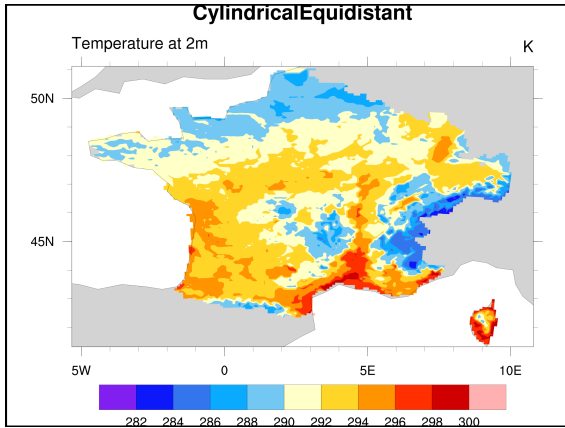 CylindricalEquidistant
Temperature at 2m K
50N
45N
5W 0 5E 10E
282 284 286 288 290 292 294 296 298 300